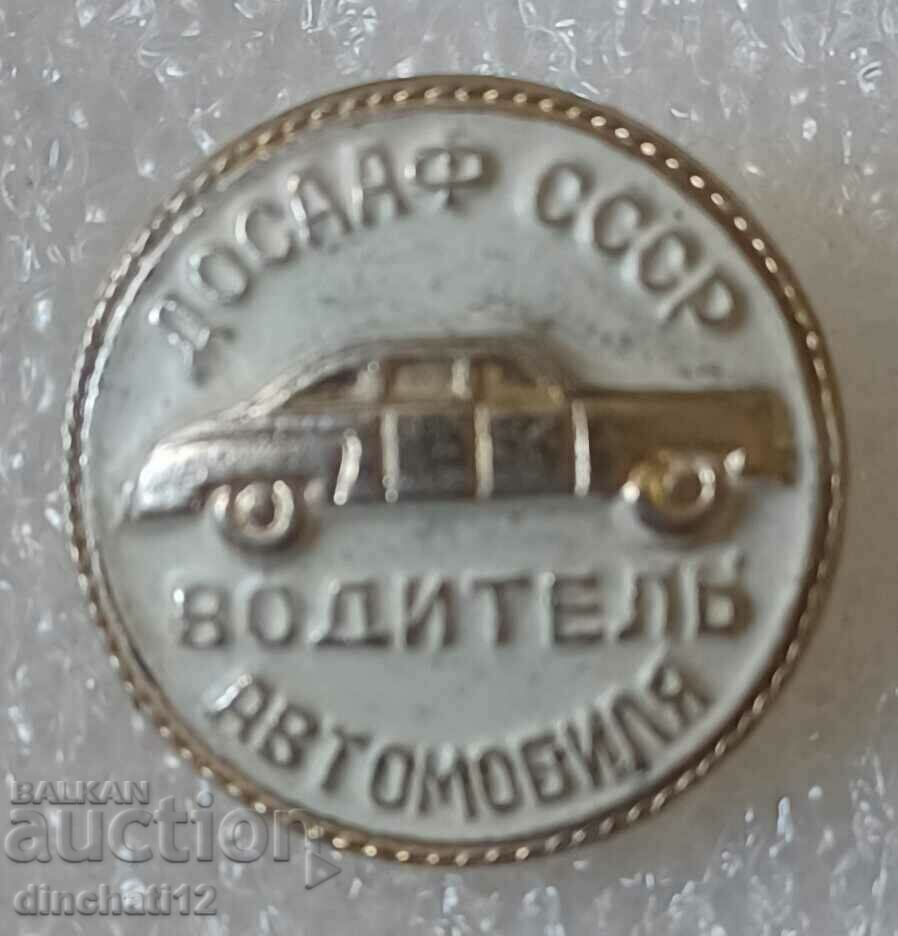 ДОСААФ СССР
ВОДИТЕЛЬ
АВТОМОБИЛЯ
BALKAN
auction
dinchati12